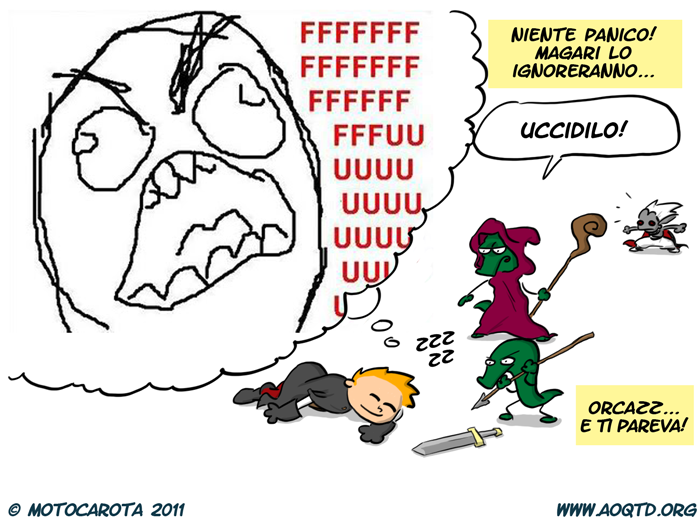 FFFFFFF
FFFFFFF
FFFFFF
FFFUU
UUUU
UUUU
UUUU
UUU
U
NIENTE PANICO!
MAGARI LO
IGNORERANNO...
UCCIDILO!
ZZZ
ZZ
ORCAZZ...
E TI PAREVA!
© MOTOCAROTA 2011
WWW.AOQTD.ORG